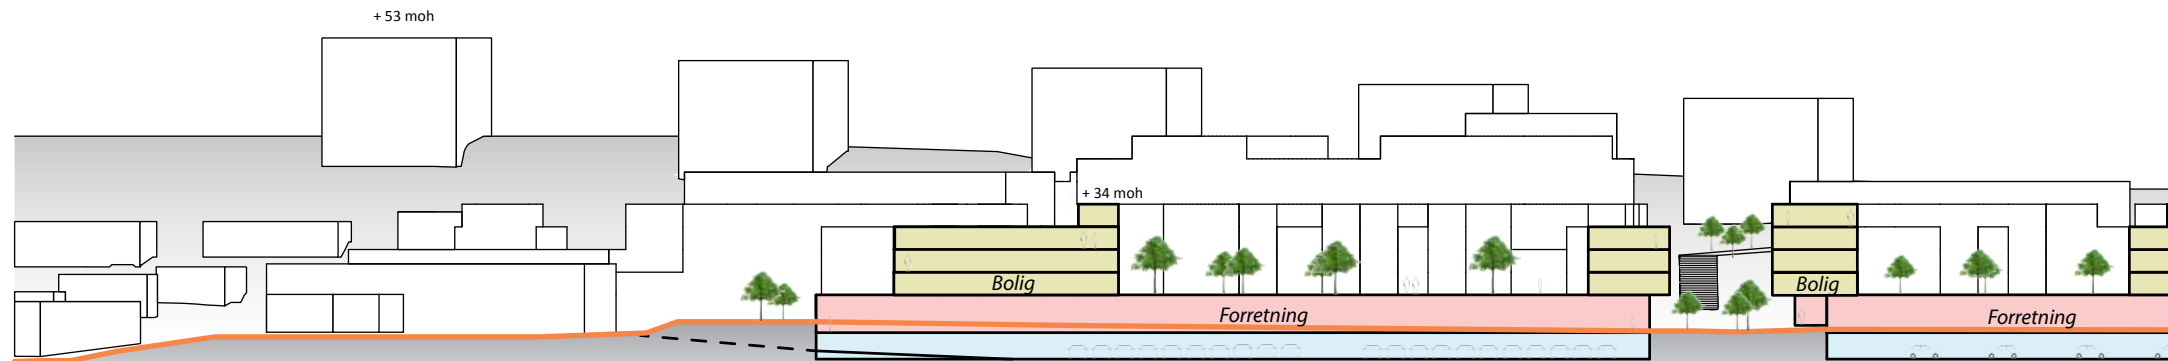 + 53 moh
+ 34 moh
Bolig
Bolig
Forretning
Forretning